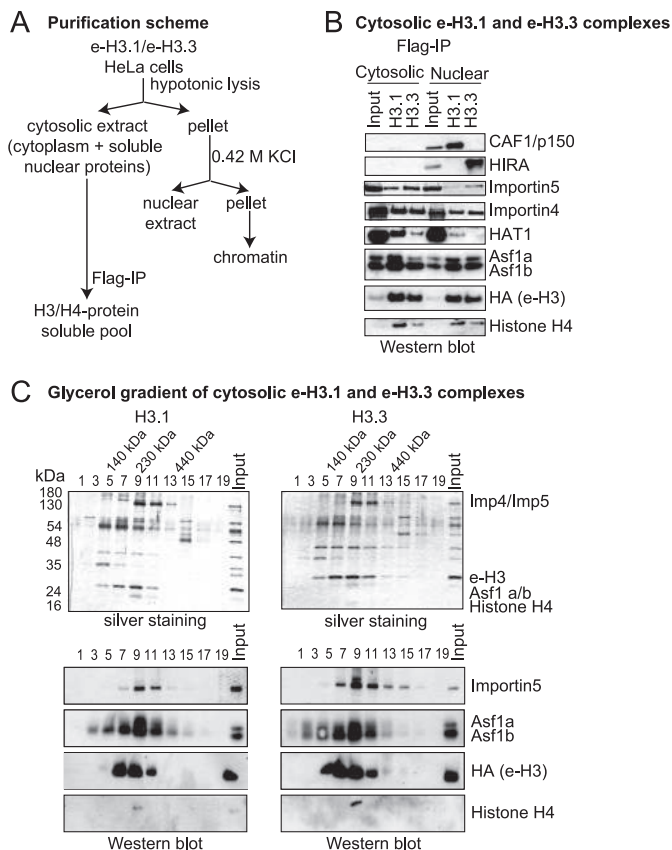 A Purification scheme
e-H3.1/e-H3.3
HeLa cells
hypotonic lysis
cytosolic extract
(cytoplasm + soluble
nuclear proteins)
pellet
0.42 M KCl
nuclear
extract
pellet
chromatin
Flag-IP
H3/H4-protein
soluble pool
B Cytosolic e-H3.1 and e-H3.3 complexes
Flag-IP
Cytosolic Nuclear
Input H3.1 H3.3 Input H3.1 H3.3
CAF1/p150
HIRA
Importin5
Importin4
HAT1
Asf1a
Asf1b
HA (e-H3)
Histone H4
Western blot
C Glycerol gradient of cytosolic e-H3.1 and e-H3.3 complexes
H3.1
140 kDa 230 kDa 440 kDa
kDa 1 3 5 7 9 11 13 15 17 19 Input
180
130
54
48
35
24
16
silver staining
H3.3
140 kDa 230 kDa 440 kDa
1 3 5 7 9 11 13 15 17 19 Input
Imp4/Imp5
e-H3
Asf1 a/b
Histone H4
silver staining
1 3 5 7 9 11 13 15 17 19 Input
1 3 5 7 9 11 13 15 17 19 Input
Importin5
Asf1a
Asf1b
HA (e-H3)
Histone H4
Western blot
Western blot